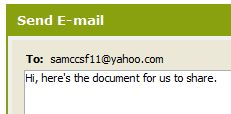 Send E-mail
To: samccsf11@yahoo.com
Hi, here's the document for us to share.